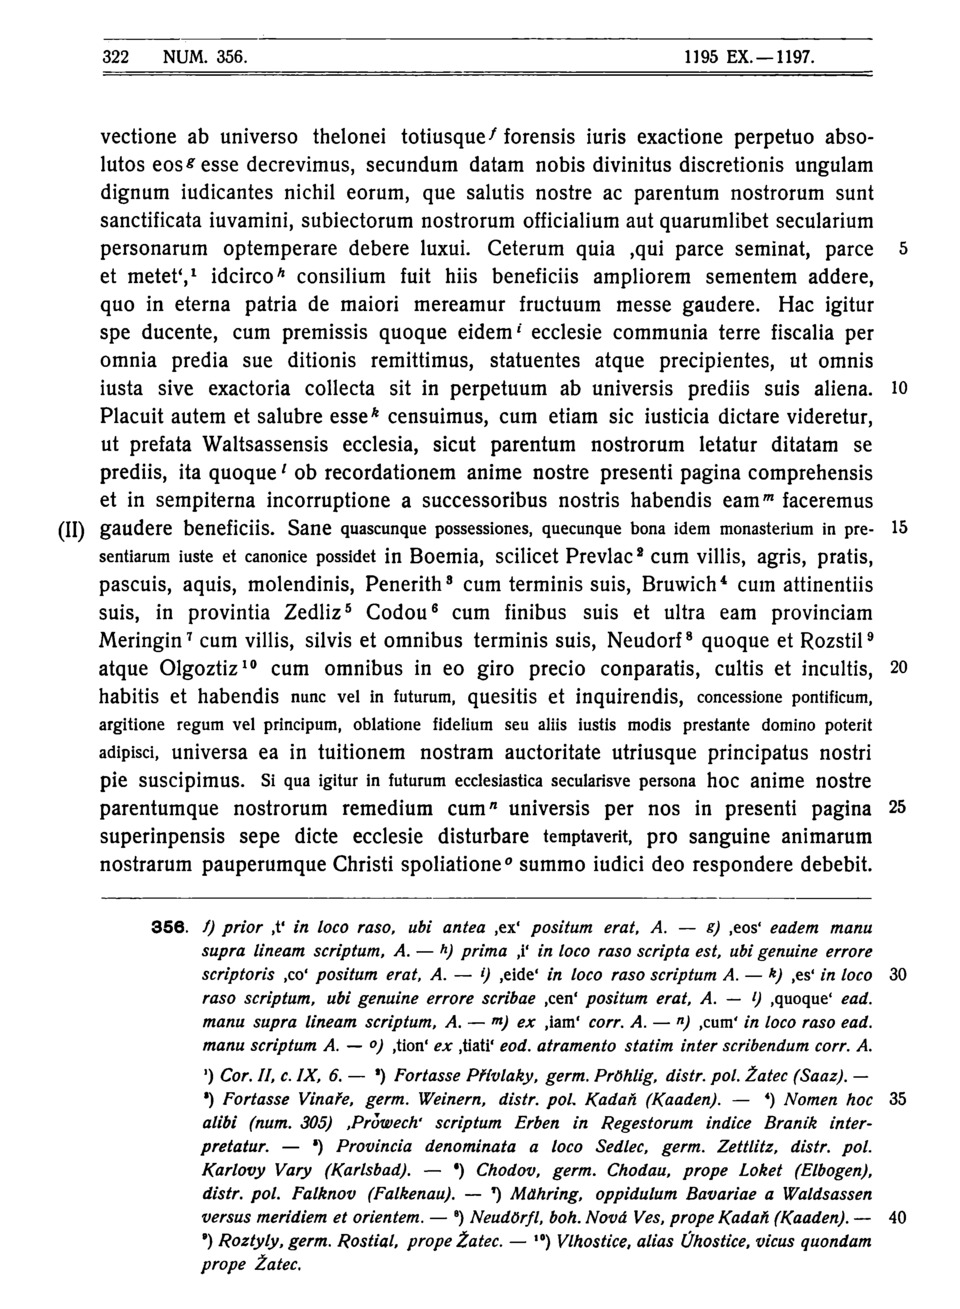 322 NUM. 356. 1195 EX.—1197.
vectione ab universo thelonei totiusque f forensis iuris exactione perpetuo abso-
lutos eos g esse decrevimus, secundum datam nobis divinitus discretionis ungulam
dignum iudicantes nichil eorum, que salutis nostre ac parentum nostrorum sunt
sanctificata iuvamini, subiectorum nostrorum officialium aut quarumlibet secularium
personarum optemperare debere luxui. Ceterum quia ‚qui parce seminat, parce 5
et metet‘,¹ idcirco h consilium fuit hiis beneficiis ampliorem sementem addere,
quo in eterna patria de maiori mereamur fructuum messe gaudere. Hac igitur
spe ducente, cum premissis quoque eidem i ecclesie communia terre fiscalia per
omnia predia sue ditionis remittimus, statuentes atque precipientes, ut omnis
iusta sive exactoria collecta sit in perpetuum ab universis prediis suis aliena. 10
Placuit autem et salubre esse k censuimus, cum etiam sic iusticia dictare videretur,
ut prefata Waltsassensis ecclesia, sicut parentum nostrorum letatur ditatam se
prediis, ita quoque l ob recordationem anime nostre presenti pagina comprehensis
et in sempiterna incorruptione a successoribus nostris habendis eam m faceremus
(II) gaudere beneficiis. Sane quascunque possessiones, quecunque bona idem monasterium in pre- 15
sentiarum iuste et canonice possidet in Boemia, scilicet Prevlac² cum villis, agris, pratis,
pascuis, aquis, molendinis, Penerith³ cum terminis suis, Bruwich⁴ cum attinentiis
suis, in provintia Zedliz⁵ Codou⁶ cum finibus suis et ultra eam provinciam
Meringin⁷ cum villis, silvis et omnibus terminis suis, Neudorf⁸ quoque et Rozstil⁹
atque Olgoztiz¹⁰ cum omnibus in eo giro precio conparatis, cultis et incultis, 20
habitis et habendis nunc vel in futurum, quesitis et inquirendis, concessione pontificum,
argitione regum vel principum, oblatione fidelium seu aliis iustis modis prestante domino poterit
adipisci, universa ea in tuitionem nostram auctoritate utriusque principatus nostri
pie suscipimus. Si qua igitur in futurum ecclesiastica secularisve persona hoc anime nostre
parentumque nostrorum remedium cum n universis per nos in presenti pagina 25
superinpensis sepe dicte ecclesie disturbare temptaverit, pro sanguine animarum
nostrarum pauperumque Christi spoliatione o summo iudici deo respondere debebit.
356. f) prior ‚t‘ in loco raso, ubi antea ‚ex‘ positum erat, A. — g) ‚eos‘ eadem manu
supra lineam scriptum, A. — h) prima ‚i‘ in loco raso scripta est, ubi genuine errore
scriptoris ‚co‘ positum erat, A. — i) ‚eide‘ in loco raso scriptum A. — k) ‚es‘ in loco 30
raso scriptum, ubi genuine errore scribae ‚cen‘ positum erat, A. — l) ‚quoque‘ ead.
manu supra lineam scriptum, A. — m) ex ‚iam‘ corr. A. — n) ‚cum‘ in loco raso ead.
manu scriptum A. — o) ‚tion‘ ex ‚tiati‘ eod. atramento statim inter scribendum corr. A.
¹) Cor. II, c. IX, 6. — ²) Fortasse Přívlaky, germ. Pröhlig, distr. pol. Žatec (Saaz). —
³) Fortasse Vinaře, germ. Weinern, distr. pol. Kadaň (Kaaden). — ⁴) Nomen hoc 35
alibi (num. 305) ‚Prȯwech‘ scriptum Erben in Regestorum indice Branik inter-
pretatur. — ⁵) Provincia denominata a loco Sedlec, germ. Zettlitz, distr. pol.
Karlovy Vary (Karlsbad). — ⁶) Chodov, germ. Chodau, prope Loket (Elbogen),
distr. pol. Falknov (Falkenau). — ⁷) Mähring, oppidulum Bavariae a Waldsassen
versus meridiem et orientem. — ⁸) Neudörfl, boh. Nová Ves, prope Kadaň (Kaaden). — 40
⁹) Roztyly, germ. Rostial, prope Žatec. — ¹⁰) Vlhostice, alias Úhostice, vicus quondam
prope Žatec.